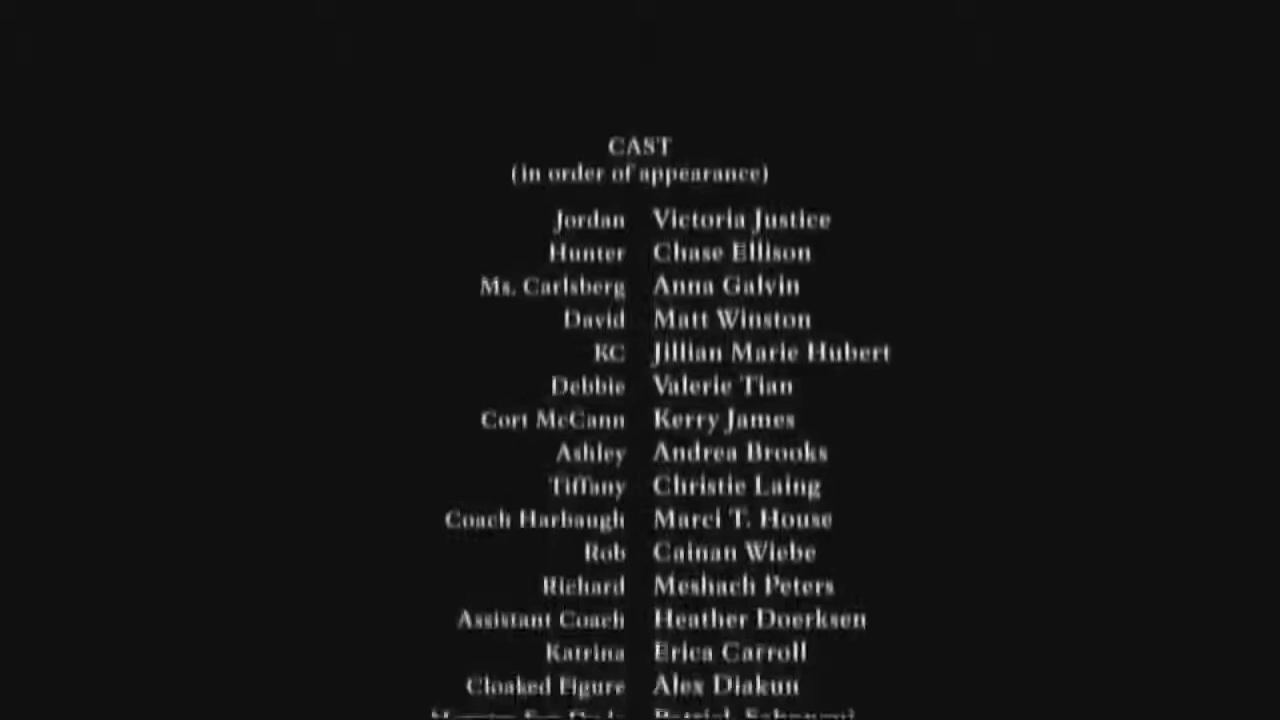 CAST
(in order of appearance)
Jordan Victoria Justice
Hunter Chase Ellison
Ms. Carlsberg Anna Galvin
David Matt Winston
KC Jillian Marie Hubert
Debbie Valerie Tian
Cort McCann Kerry James
Ashley Andrea Brooks
Tiffany Christie Laing
Coach Harbaugh Marci T. House
Rob Cainan Wiebe
Richard Meshach Peters
Assistant Coach Heather Doerksen
Katrina Erica Carroll
Cloaked Figure Alex Diakun